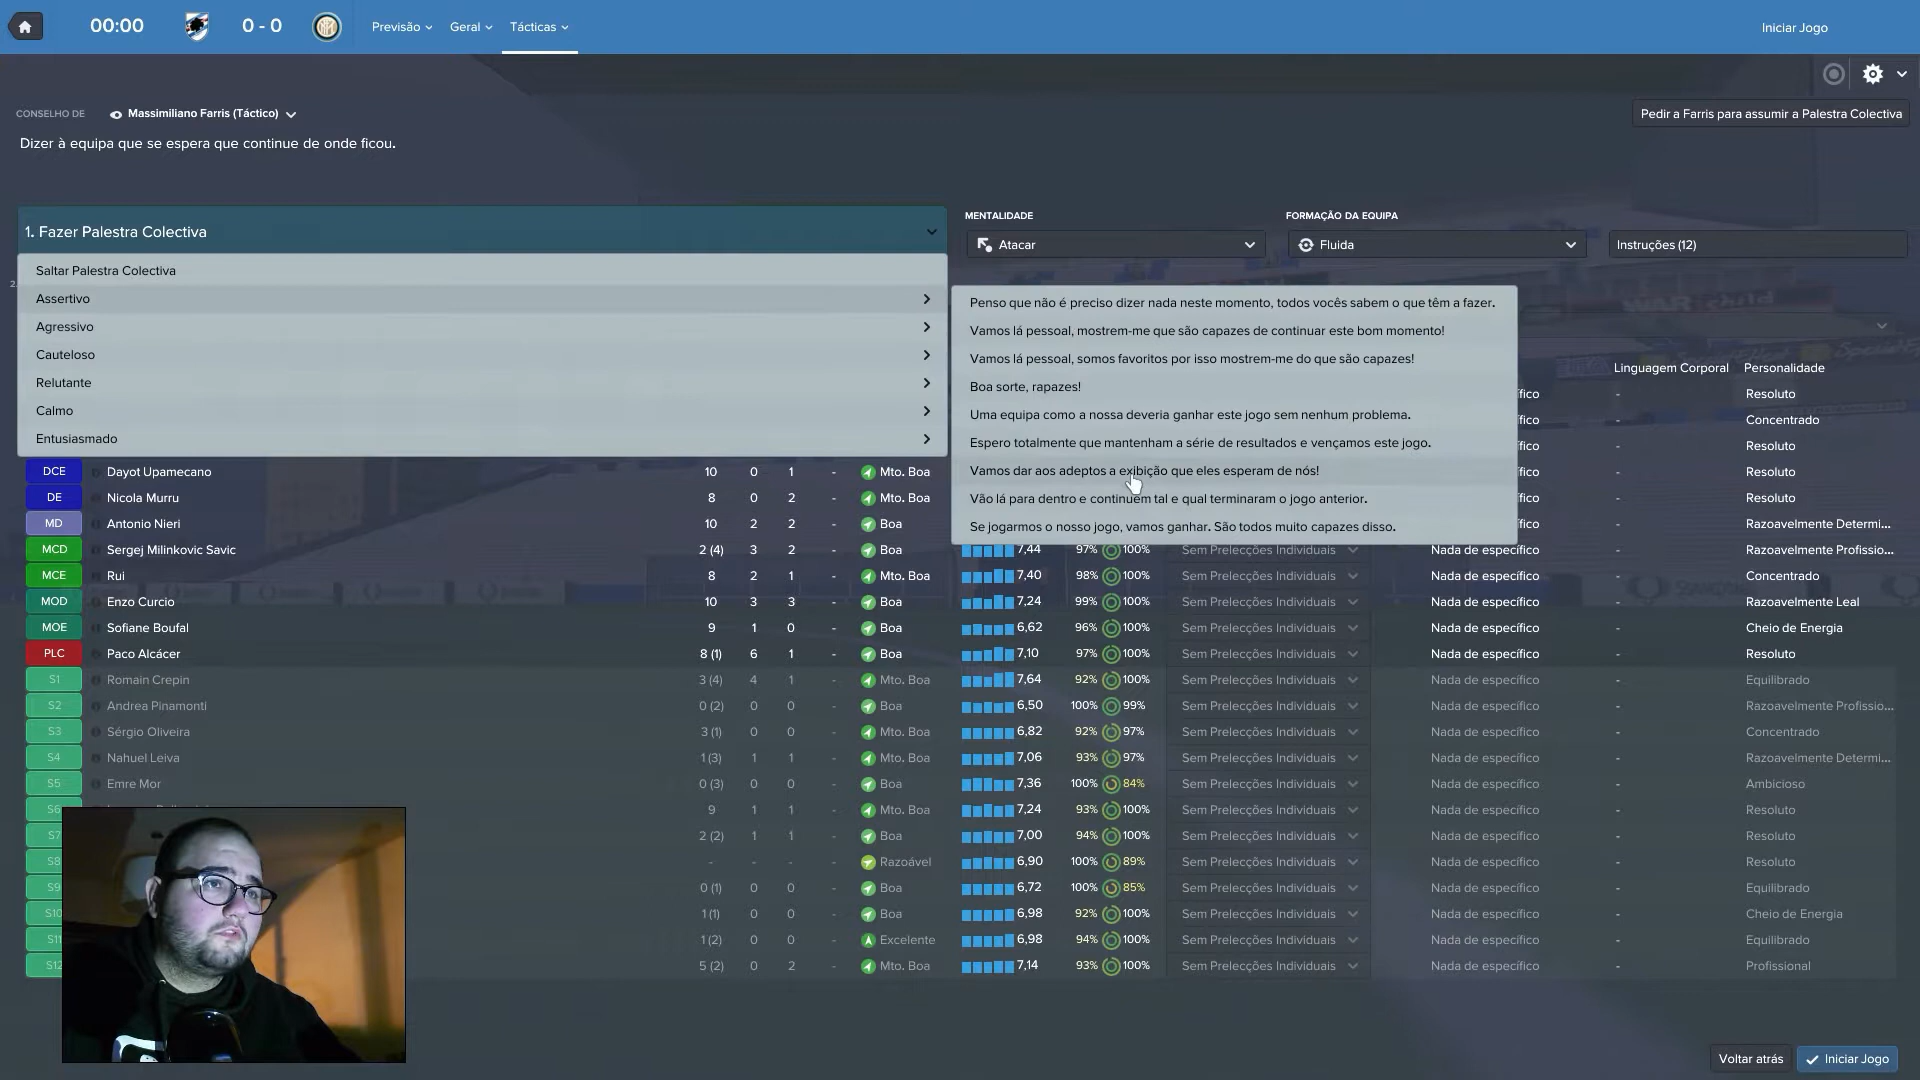 00:00
0 - 0
Previsão
Geral
Tácticas
Iniciar Jogo
CONSELHO DE
Massimiliano Farris (Táctico)
Pedir a Farris para assumir a Palestra Colectiva
Dizer à equipa que se espera que continue de onde ficou.
MENTALIDADE
FORMAÇÃO DA EQUIPA
1. Fazer Palestra Colectiva
Atacar
Fluida
Instruções (12)
Saltar Palestra Colectiva
Assertivo
Agressivo
Cauteloso
Relutante
Calmo
Entusiasmado
Penso que não é preciso dizer nada neste momento, todos vocês sabem o que têm a fazer.
Vamos lá pessoal, mostrem-me que são capazes de continuar este bom momento!
Vamos lá pessoal, somos favoritos por isso mostrem-me do que são capazes!
Boa sorte, rapazes!
Uma equipa como a nossa deveria ganhar este jogo sem nenhum problema.
Espero totalmente que mantenham a série de resultados e vençamos este jogo.
Vamos dar aos adeptos a exibição que eles esperam de nós!
Vão lá para dentro e continuem tal e qual terminaram o jogo anterior.
Se jogarmos o nosso jogo, vamos ganhar. São todos muito capazes disso.
Linguagem Corporal Personalidade
ífico - Resoluto
ífico - Concentrado
ífico - Resoluto
DCE Dayot Upamecano 10 0 1 - Mto. Boa ífico - Resoluto
DE Nicola Murru 8 0 2 - Mto. Boa ífico - Resoluto
MD Antonio Nieri 10 2 2 - Boa ífico - Razoavelmente Determi...
MCD Sergej Milinkovic Savic 2 (4) 3 2 - Boa 7,44 97% 100% Sem Prelecções Individuais Nada de específico - Razoavelmente Profissio...
MCE Rui 8 2 1 - Mto. Boa 7,40 98% 100% Sem Prelecções Individuais Nada de específico - Concentrado
MOD Enzo Curcio 10 3 3 - Boa 7,24 99% 100% Sem Prelecções Individuais Nada de específico - Razoavelmente Leal
MOE Sofiane Boufal 9 1 0 - Boa 6,62 96% 100% Sem Prelecções Individuais Nada de específico - Cheio de Energia
PLC Paco Alcácer 8 (1) 6 1 - Boa 7,10 97% 100% Sem Prelecções Individuais Nada de específico - Resoluto
S1 Romain Crepin 3 (4) 4 1 - Mto. Boa 7,64 92% 100% Sem Prelecções Individuais Nada de específico - Equilibrado
S2 Andrea Pinamonti 0 (2) 0 0 - Boa 6,50 100% 99% Sem Prelecções Individuais Nada de específico - Razoavelmente Profissio...
S3 Sérgio Oliveira 3 (1) 0 0 - Mto. Boa 6,82 92% 97% Sem Prelecções Individuais Nada de específico - Concentrado
S4 Nahuel Leiva 1 (3) 1 1 - Mto. Boa 7,06 93% 97% Sem Prelecções Individuais Nada de específico - Razoavelmente Determi...
S5 Emre Mor 0 (3) 0 0 - Boa 7,36 100% 84% Sem Prelecções Individuais Nada de específico - Ambicioso
S6 9 1 1 - Mto. Boa 7,24 93% 100% Sem Prelecções Individuais Nada de específico - Resoluto
S7 2 (2) 1 1 - Boa 7,00 94% 100% Sem Prelecções Individuais Nada de específico - Resoluto
S8 - - - - Razoável 6,90 100% 89% Sem Prelecções Individuais Nada de específico - Resoluto
S9 0 (1) 0 0 - Boa 6,72 100% 85% Sem Prelecções Individuais Nada de específico - Equilibrado
S10 1 (1) 0 0 - Boa 6,98 92% 100% Sem Prelecções Individuais Nada de específico - Cheio de Energia
S11 1 (2) 0 0 - Excelente 6,98 94% 100% Sem Prelecções Individuais Nada de específico - Equilibrado
S12 5 (2) 0 2 - Mto. Boa 7,14 93% 100% Sem Prelecções Individuais Nada de específico - Profissional
Voltar atrás
Iniciar Jogo